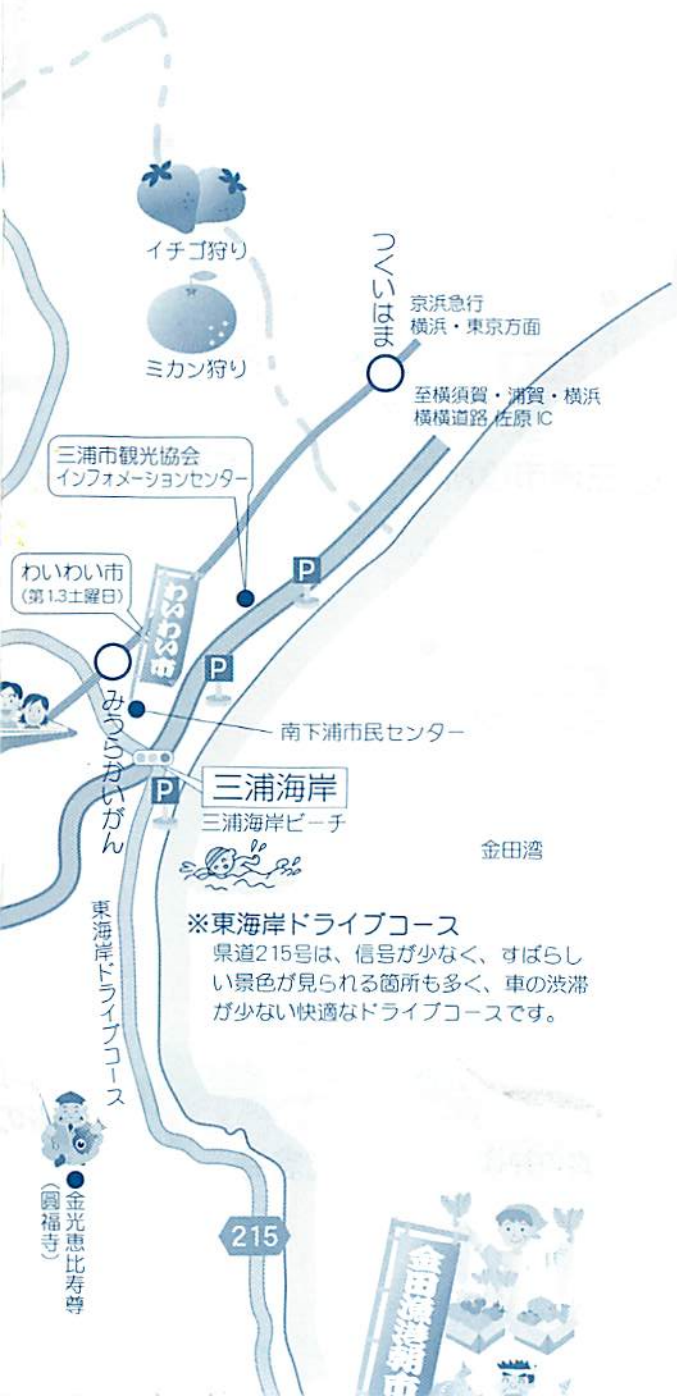 イチゴ狩り
ミカン狩り
つくいはま
京浜急行
横浜・東京方面
至横須賀・浦賀・横浜
横横道路 佐原 IC
三浦市観光協会
インフォメーションセンター
わいわい市
(第1.3土曜日)
わいわい市
P
P
みうらかいがん
南下浦市民センター
P
三浦海岸
三浦海岸ビーチ
金田湾
※東海岸ドライブコース
県道215号は、信号が少なく、すばらし
い景色が見られる箇所も多く、車の渋滞
が少ない快適なドライブコースです。
東海岸ドライブコース
金光恵比寿尊
(圓福寺)
215
金田漁港朝市